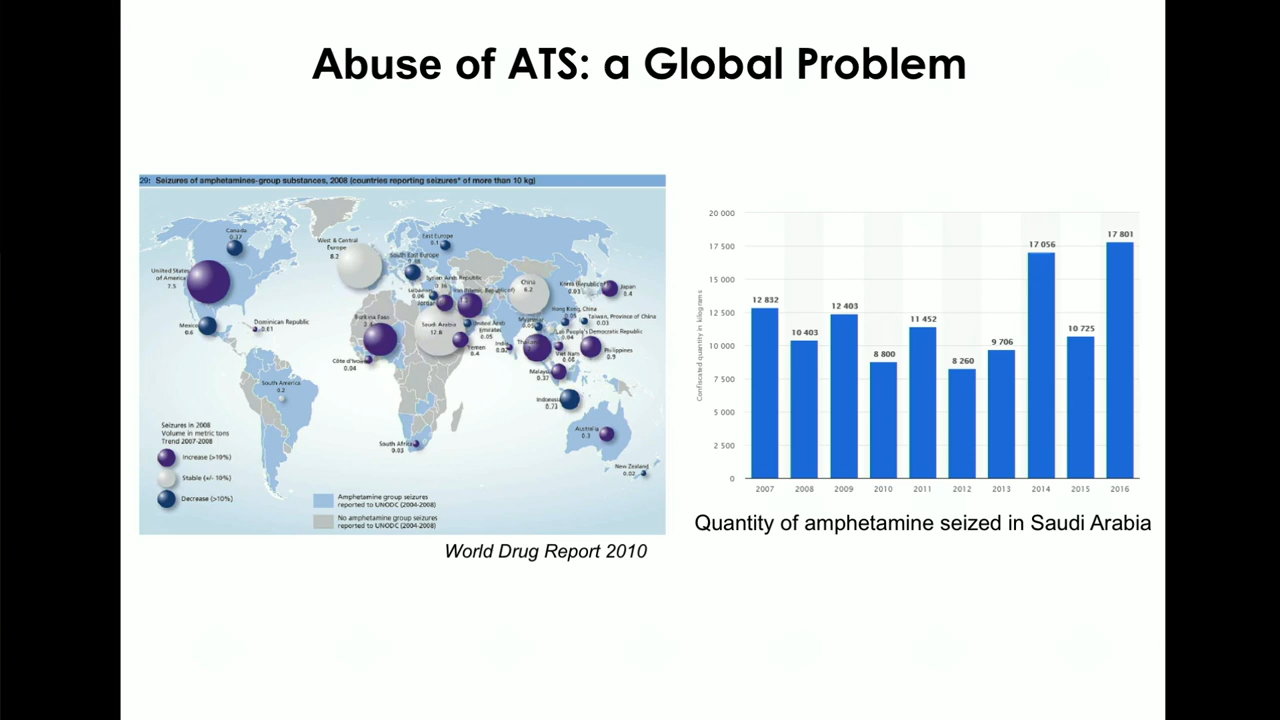 Abuse of ATS: a Global Problem
29: Seizures of amphetamines-group substances, 2008 (countries reporting seizures* of more than 10 kg)
Canada
0.32
West & Central
Europe
8.2
East Europe
0.1
South East Europe
United States
of America
7.5
Syrian Arab Republic
Lebanon
0.06
Jordan
China
6.2
Korea (Republic of)
0.03
Japan
0.4
Mexico
0.6
Dominican Republic
0.01
Burkina Faso
Saudi Arabia
12.8
United Arab
Emirates
0.05
Yemen
0.4
India
Myanmar
Hong Kong, China
0.05
Taiwan, Province of China
0.03
Lao People's Democratic Republic
0.04
Thailand
Viet Nam
0.06
Philippines
0.9
Côte d'Ivoire
0.04
Malaysia
0.37
Indonesia
0.73
South America
0.2
South Africa
0.03
Australia
0.3
New Zealand
0.02
Seizures in 2008
Volume in metric tons
Trend 2007-2008
Increase (>10%)
Stable (+/- 10%)
Decrease (>10%)
Amphetamine group seizures
reported to UNODC (2004-2008)
No amphetamine group seizures
reported to UNODC (2004-2008)
World Drug Report 2010
Confiscated quantity in kilograms
20 000
17 500
15 000
12 500
10 000
7 500
5 000
2 500
0
12 832
10 403
12 403
8 800
11 452
8 260
9 706
17 056
10 725
17 801
2007 2008 2009 2010 2011 2012 2013 2014 2015 2016
Quantity of amphetamine seized in Saudi Arabia